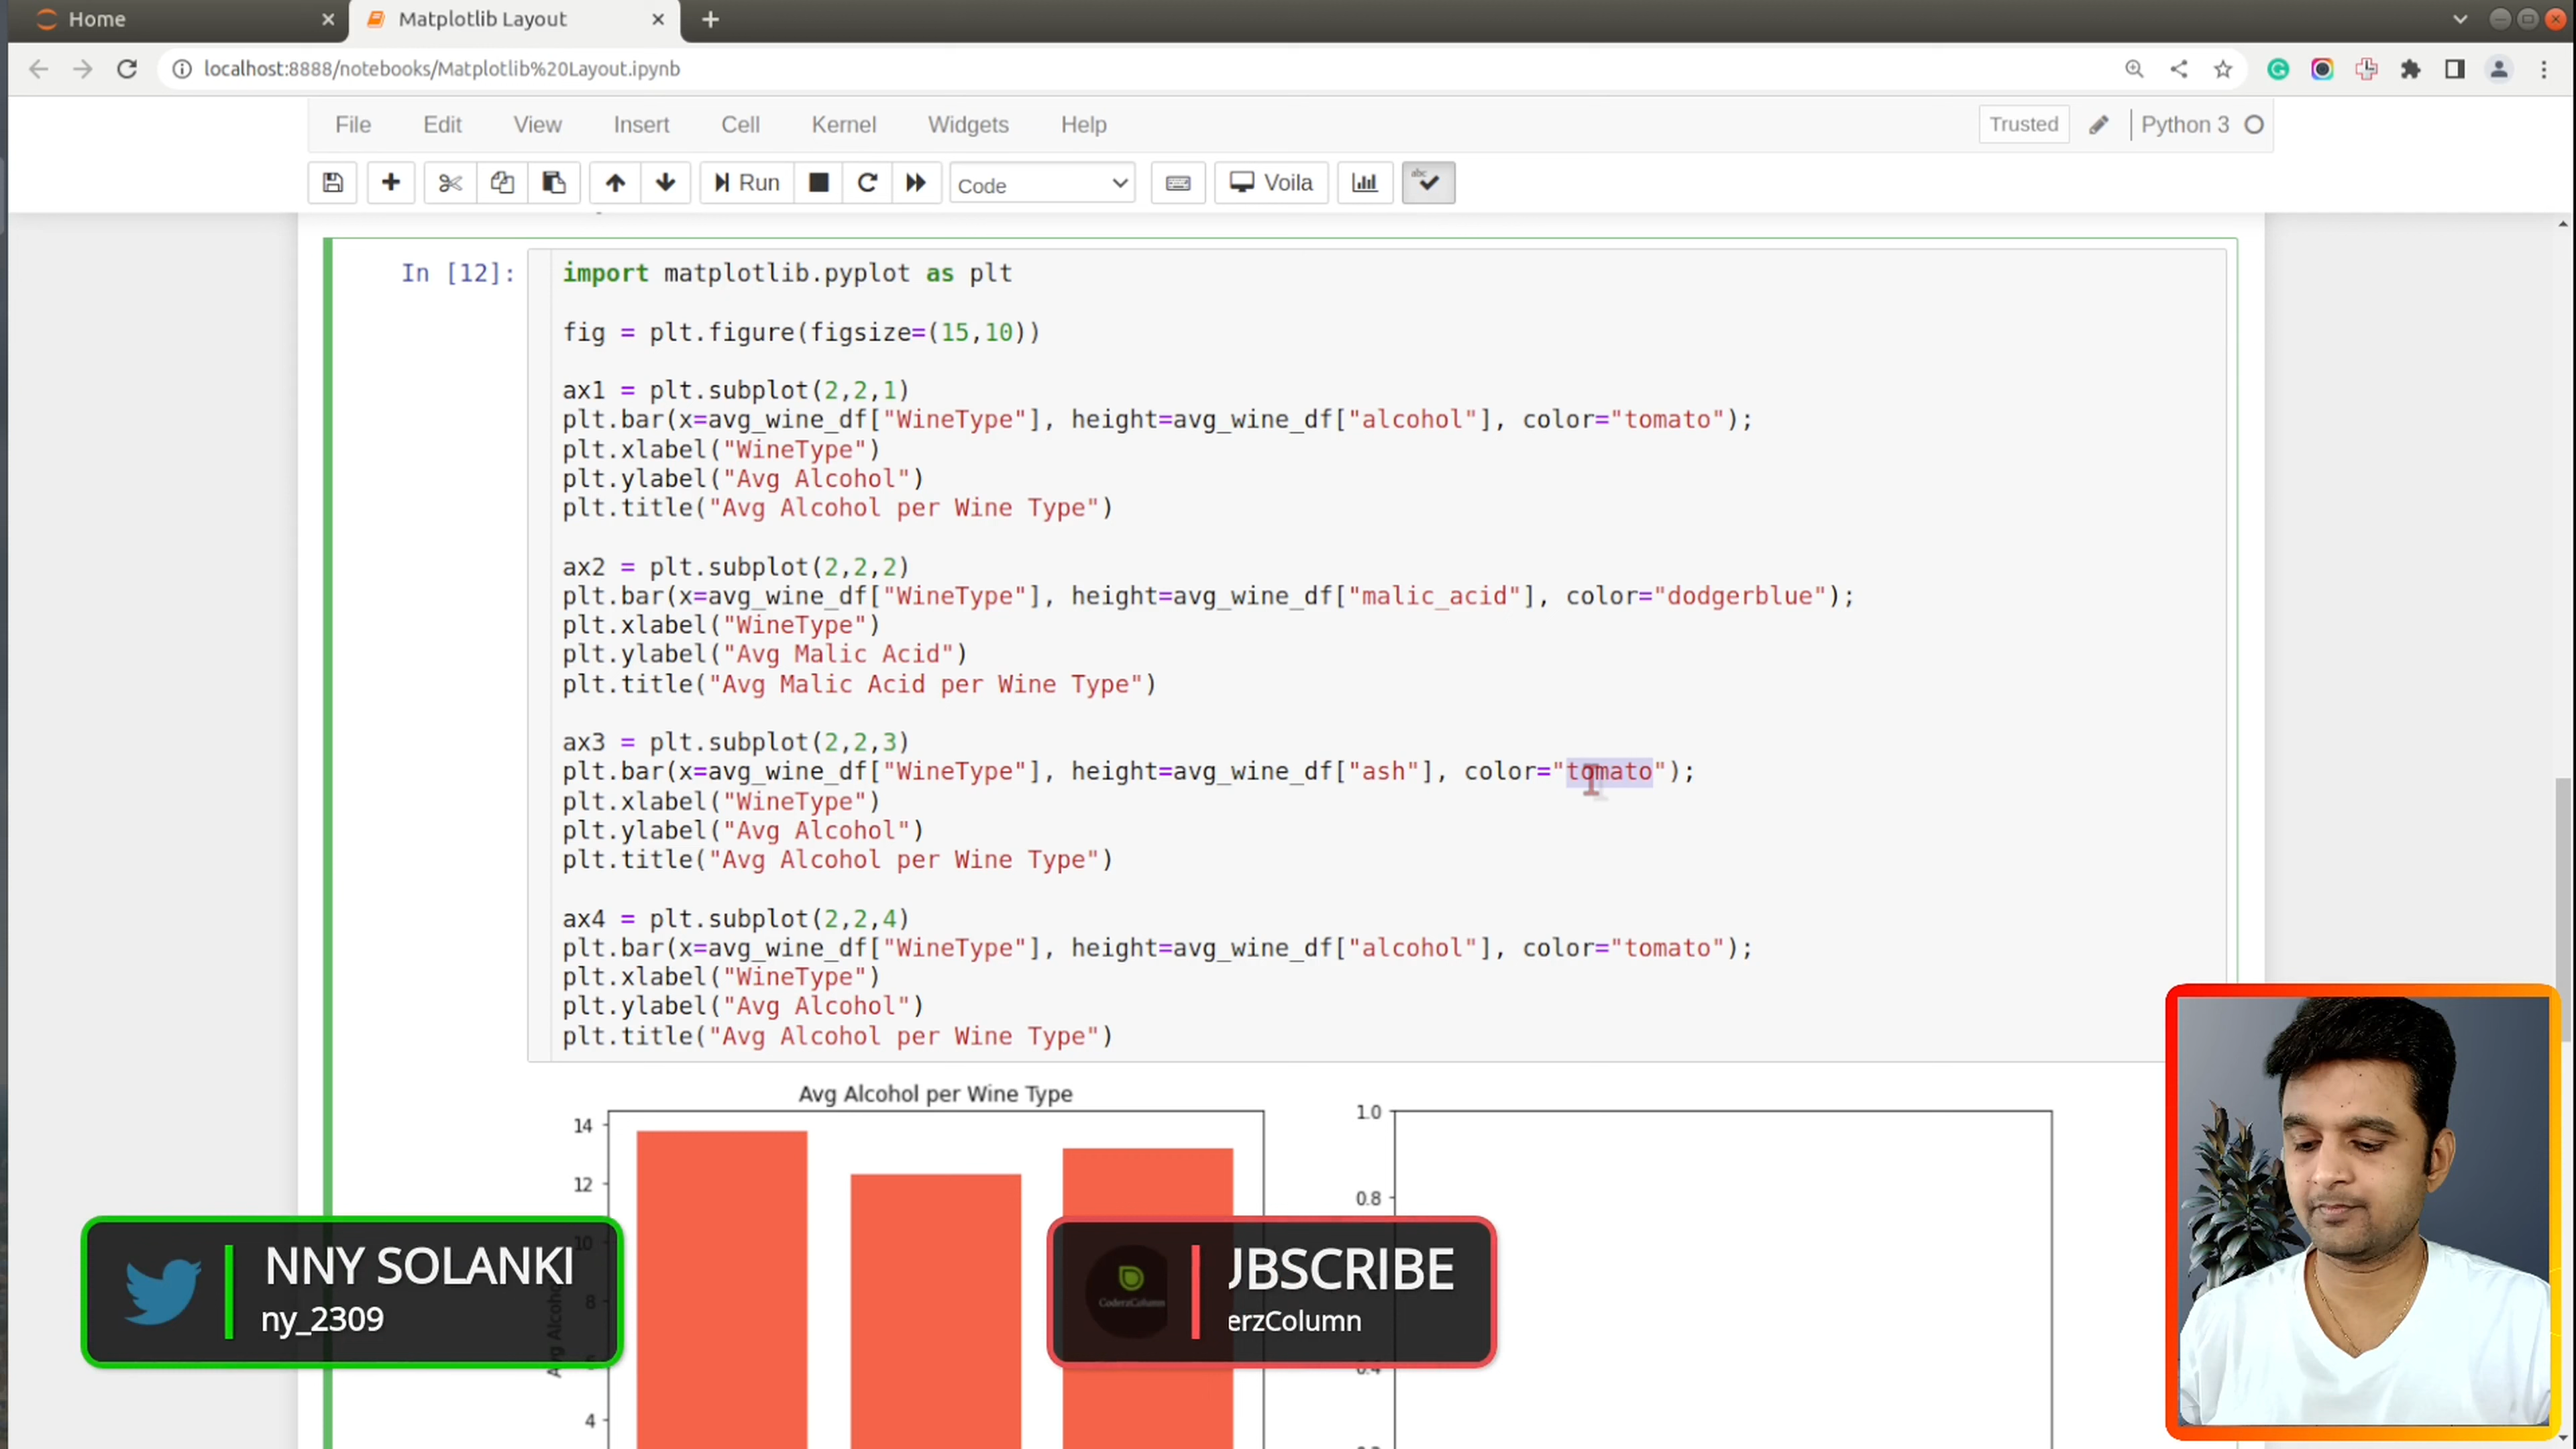 Home
Matplotlib Layout
localhost:8888/notebooks/Matplotlib%20Layout.ipynb
File Edit View Insert Cell Kernel Widgets Help
Trusted
Python 3
Run
Code
Voila
abc
In [12]:
import matplotlib.pyplot as plt
fig = plt.figure(figsize=(15,10))
ax1 = plt.subplot(2,2,1)
plt.bar(x=avg_wine_df["WineType"], height=avg_wine_df["alcohol"], color="tomato");
plt.xlabel("WineType")
plt.ylabel("Avg Alcohol")
plt.title("Avg Alcohol per Wine Type")
ax2 = plt.subplot(2,2,2)
plt.bar(x=avg_wine_df["WineType"], height=avg_wine_df["malic_acid"], color="dodgerblue");
plt.xlabel("WineType")
plt.ylabel("Avg Malic Acid")
plt.title("Avg Malic Acid per Wine Type")
ax3 = plt.subplot(2,2,3)
plt.bar(x=avg_wine_df["WineType"], height=avg_wine_df["ash"], color="tomato");
plt.xlabel("WineType")
plt.ylabel("Avg Alcohol")
plt.title("Avg Alcohol per Wine Type")
ax4 = plt.subplot(2,2,4)
plt.bar(x=avg_wine_df["WineType"], height=avg_wine_df["alcohol"], color="tomato");
plt.xlabel("WineType")
plt.ylabel("Avg Alcohol")
plt.title("Avg Alcohol per Wine Type")
Avg Alcohol per Wine Type
14
12
10
8
4
1.0
0.8
0.4
NNY SOLANKI
ny_2309
CoderzColumn
UBSCRIBE
erzColumn